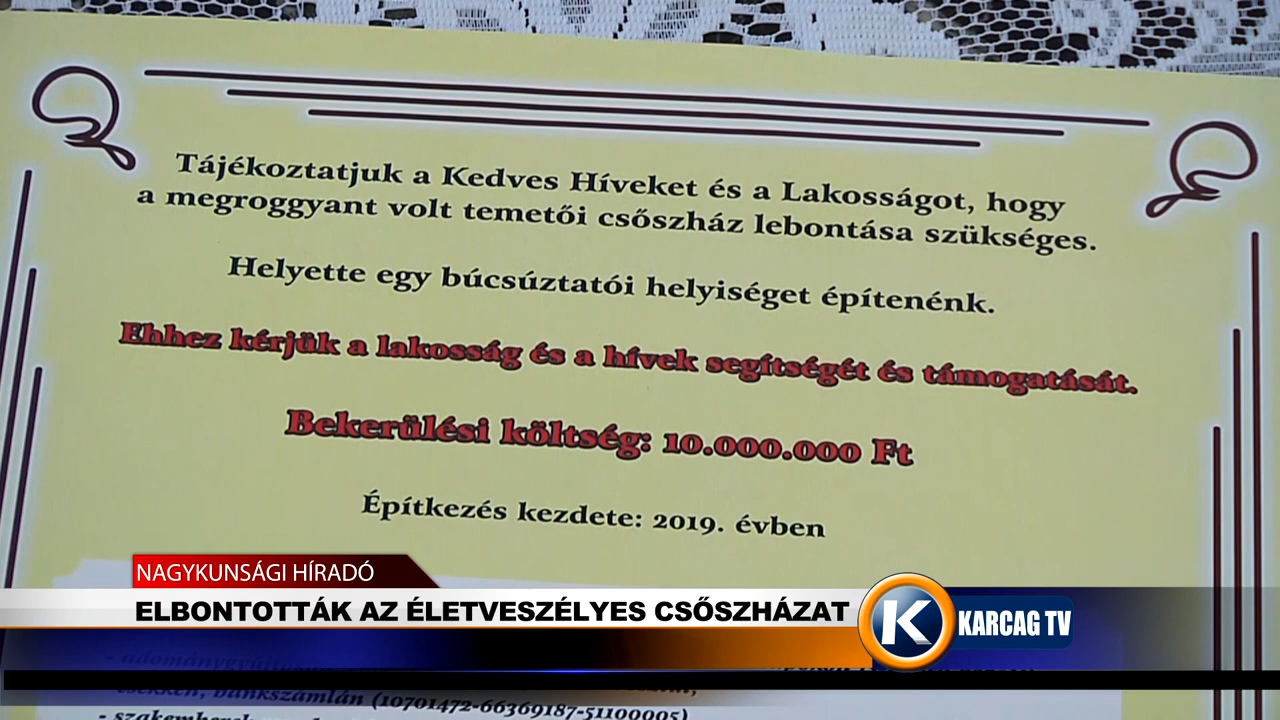 Tájékoztatjuk a Kedves Híveket és a Lakosságot, hogy
a megroggyant volt temetői csőszház lebontása szükséges.
Helyette egy búcsúztatói helyiséget építenénk.
Ehhez kérjük a lakosság és a hívek segítségét és támogatását.
Bekerülési költség: 10.000.000 Ft
Építkezés kezdete: 2019. évben
NAGYKUNSÁGI HÍRADÓ
ELBONTOTTÁK AZ ÉLETVESZÉLYES CSŐSZHÁZAT
K KARCAG TV
csekken, bankszámlán (10701472-66369187-51100005)